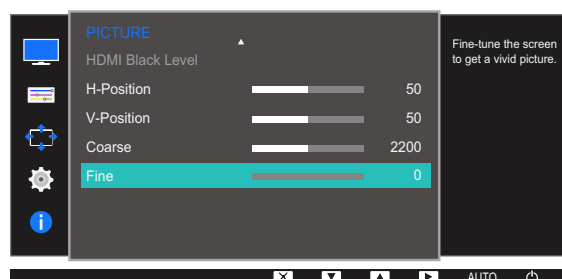 PICTURE
HDMI Black Level
H-Position 50
V-Position 50
Coarse 2200
Fine 0
Fine-tune the screen
to get a vivid picture.
AUTO